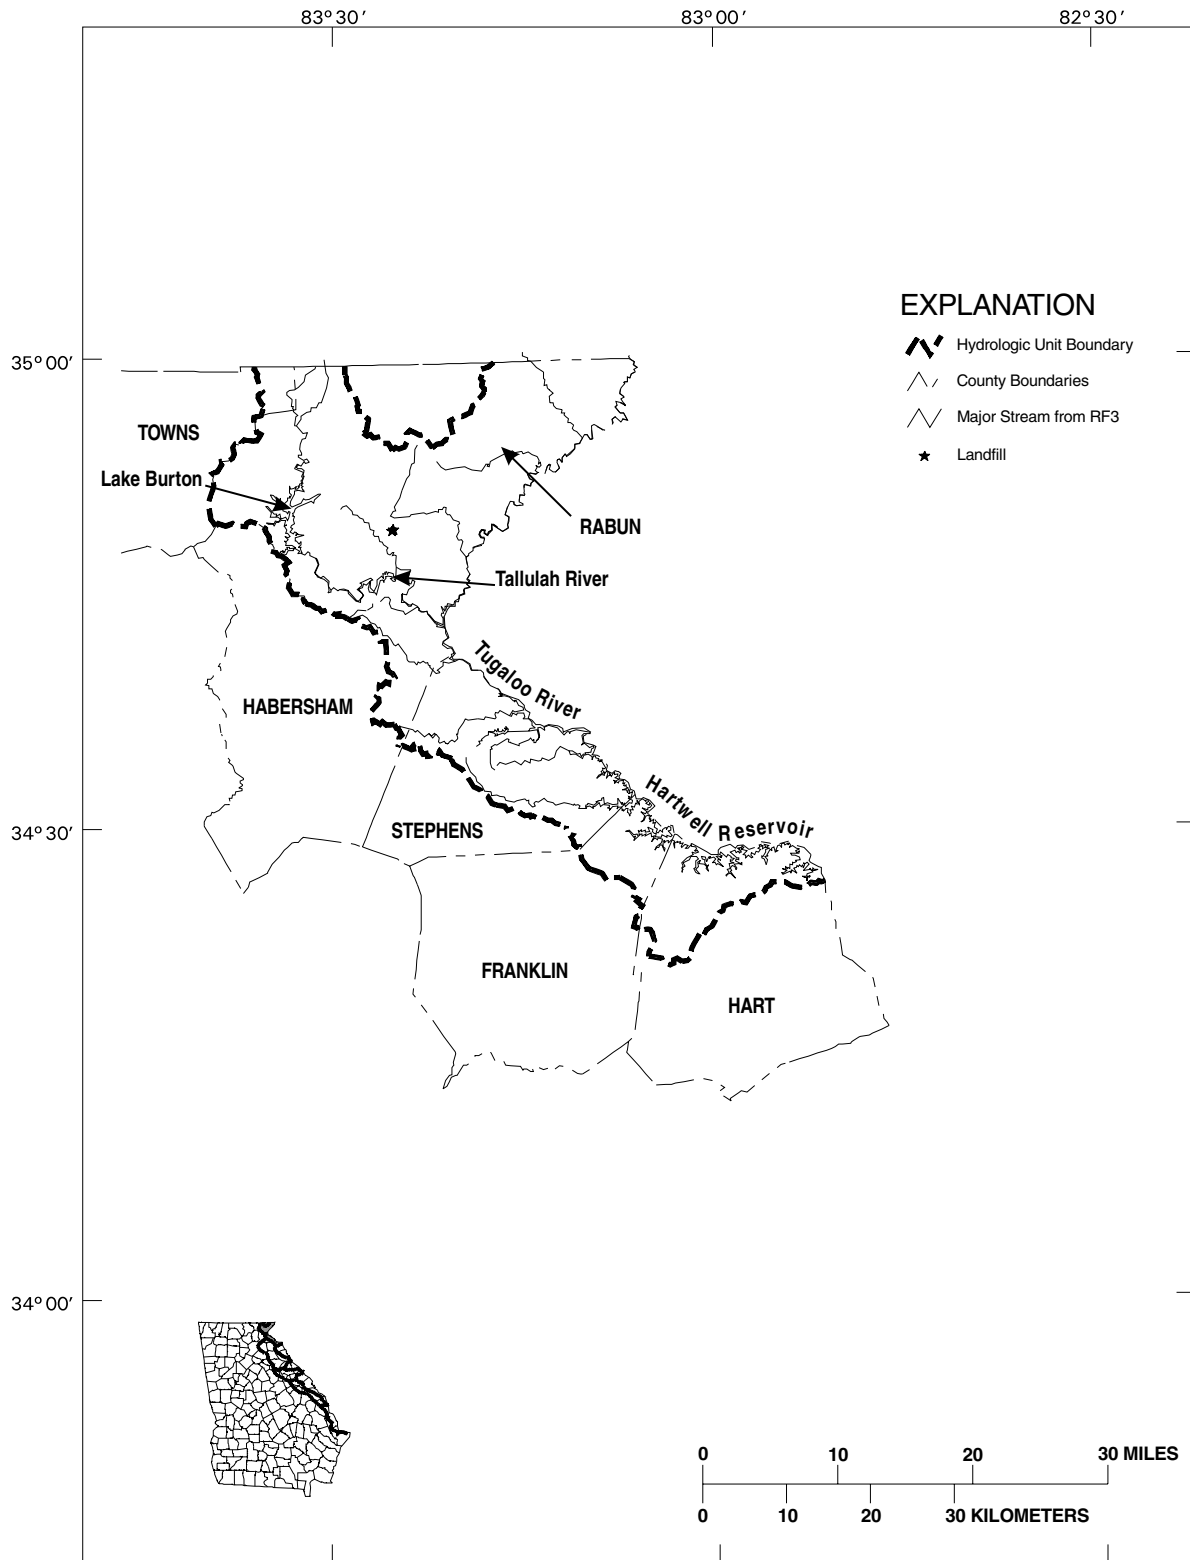 83°30′ 83°00′ 82°30′
EXPLANATION
Hydrologic Unit Boundary
County Boundaries
Major Stream from RF3
Landfill
35°00′
TOWNS
Lake Burton
RABUN
Tallulah River
Tugaloo River
HABERSHAM
Hartwell Reservoir
34°30′
STEPHENS
FRANKLIN
HART
34°00′
0 10 20 30 MILES
0 10 20 30 KILOMETERS